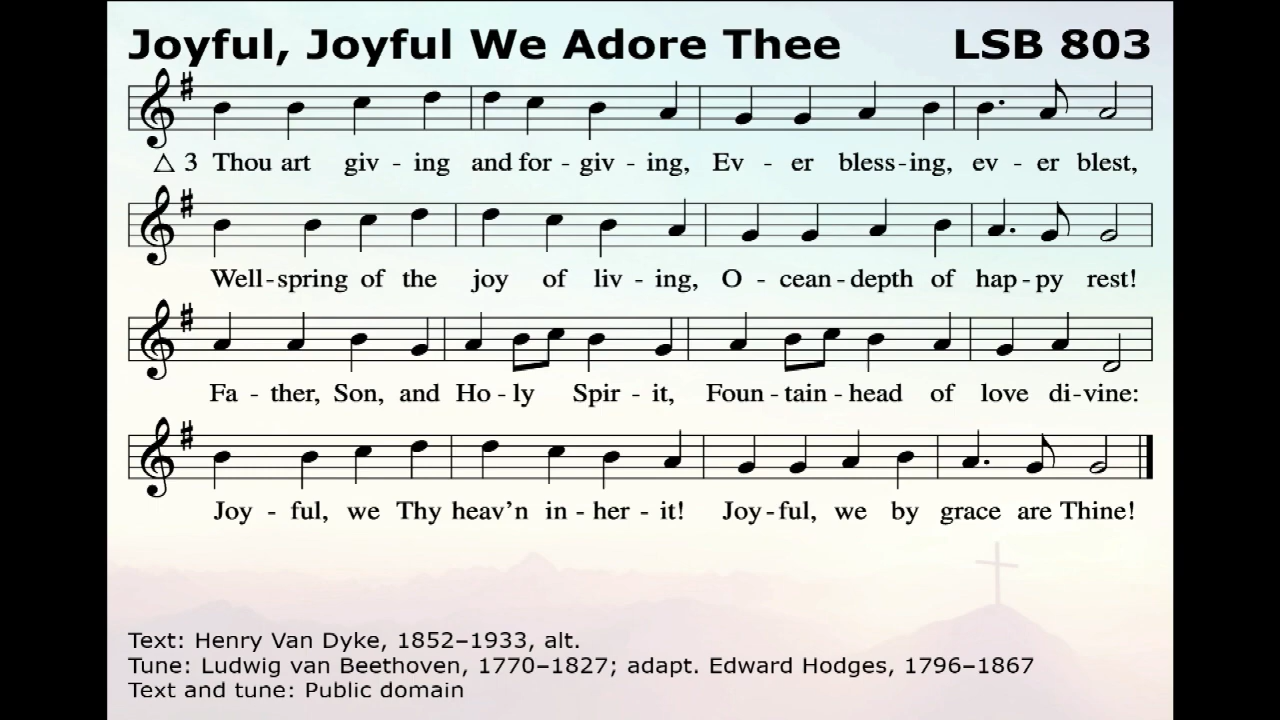 Joyful, Joyful We Adore Thee LSB 803
△ 3 Thou art giv - ing and for - giv - ing, Ev - er bless - ing, ev - er blest,
Well - spring of the joy of liv - ing, O - cean - depth of hap - py rest!
Fa - ther, Son, and Ho - ly Spir - it, Foun - tain - head of love di - vine:
Joy - ful, we Thy heav’n in - her - it! Joy - ful, we by grace are Thine!
Text: Henry Van Dyke, 1852–1933, alt.
Tune: Ludwig van Beethoven, 1770–1827; adapt. Edward Hodges, 1796–1867
Text and tune: Public domain